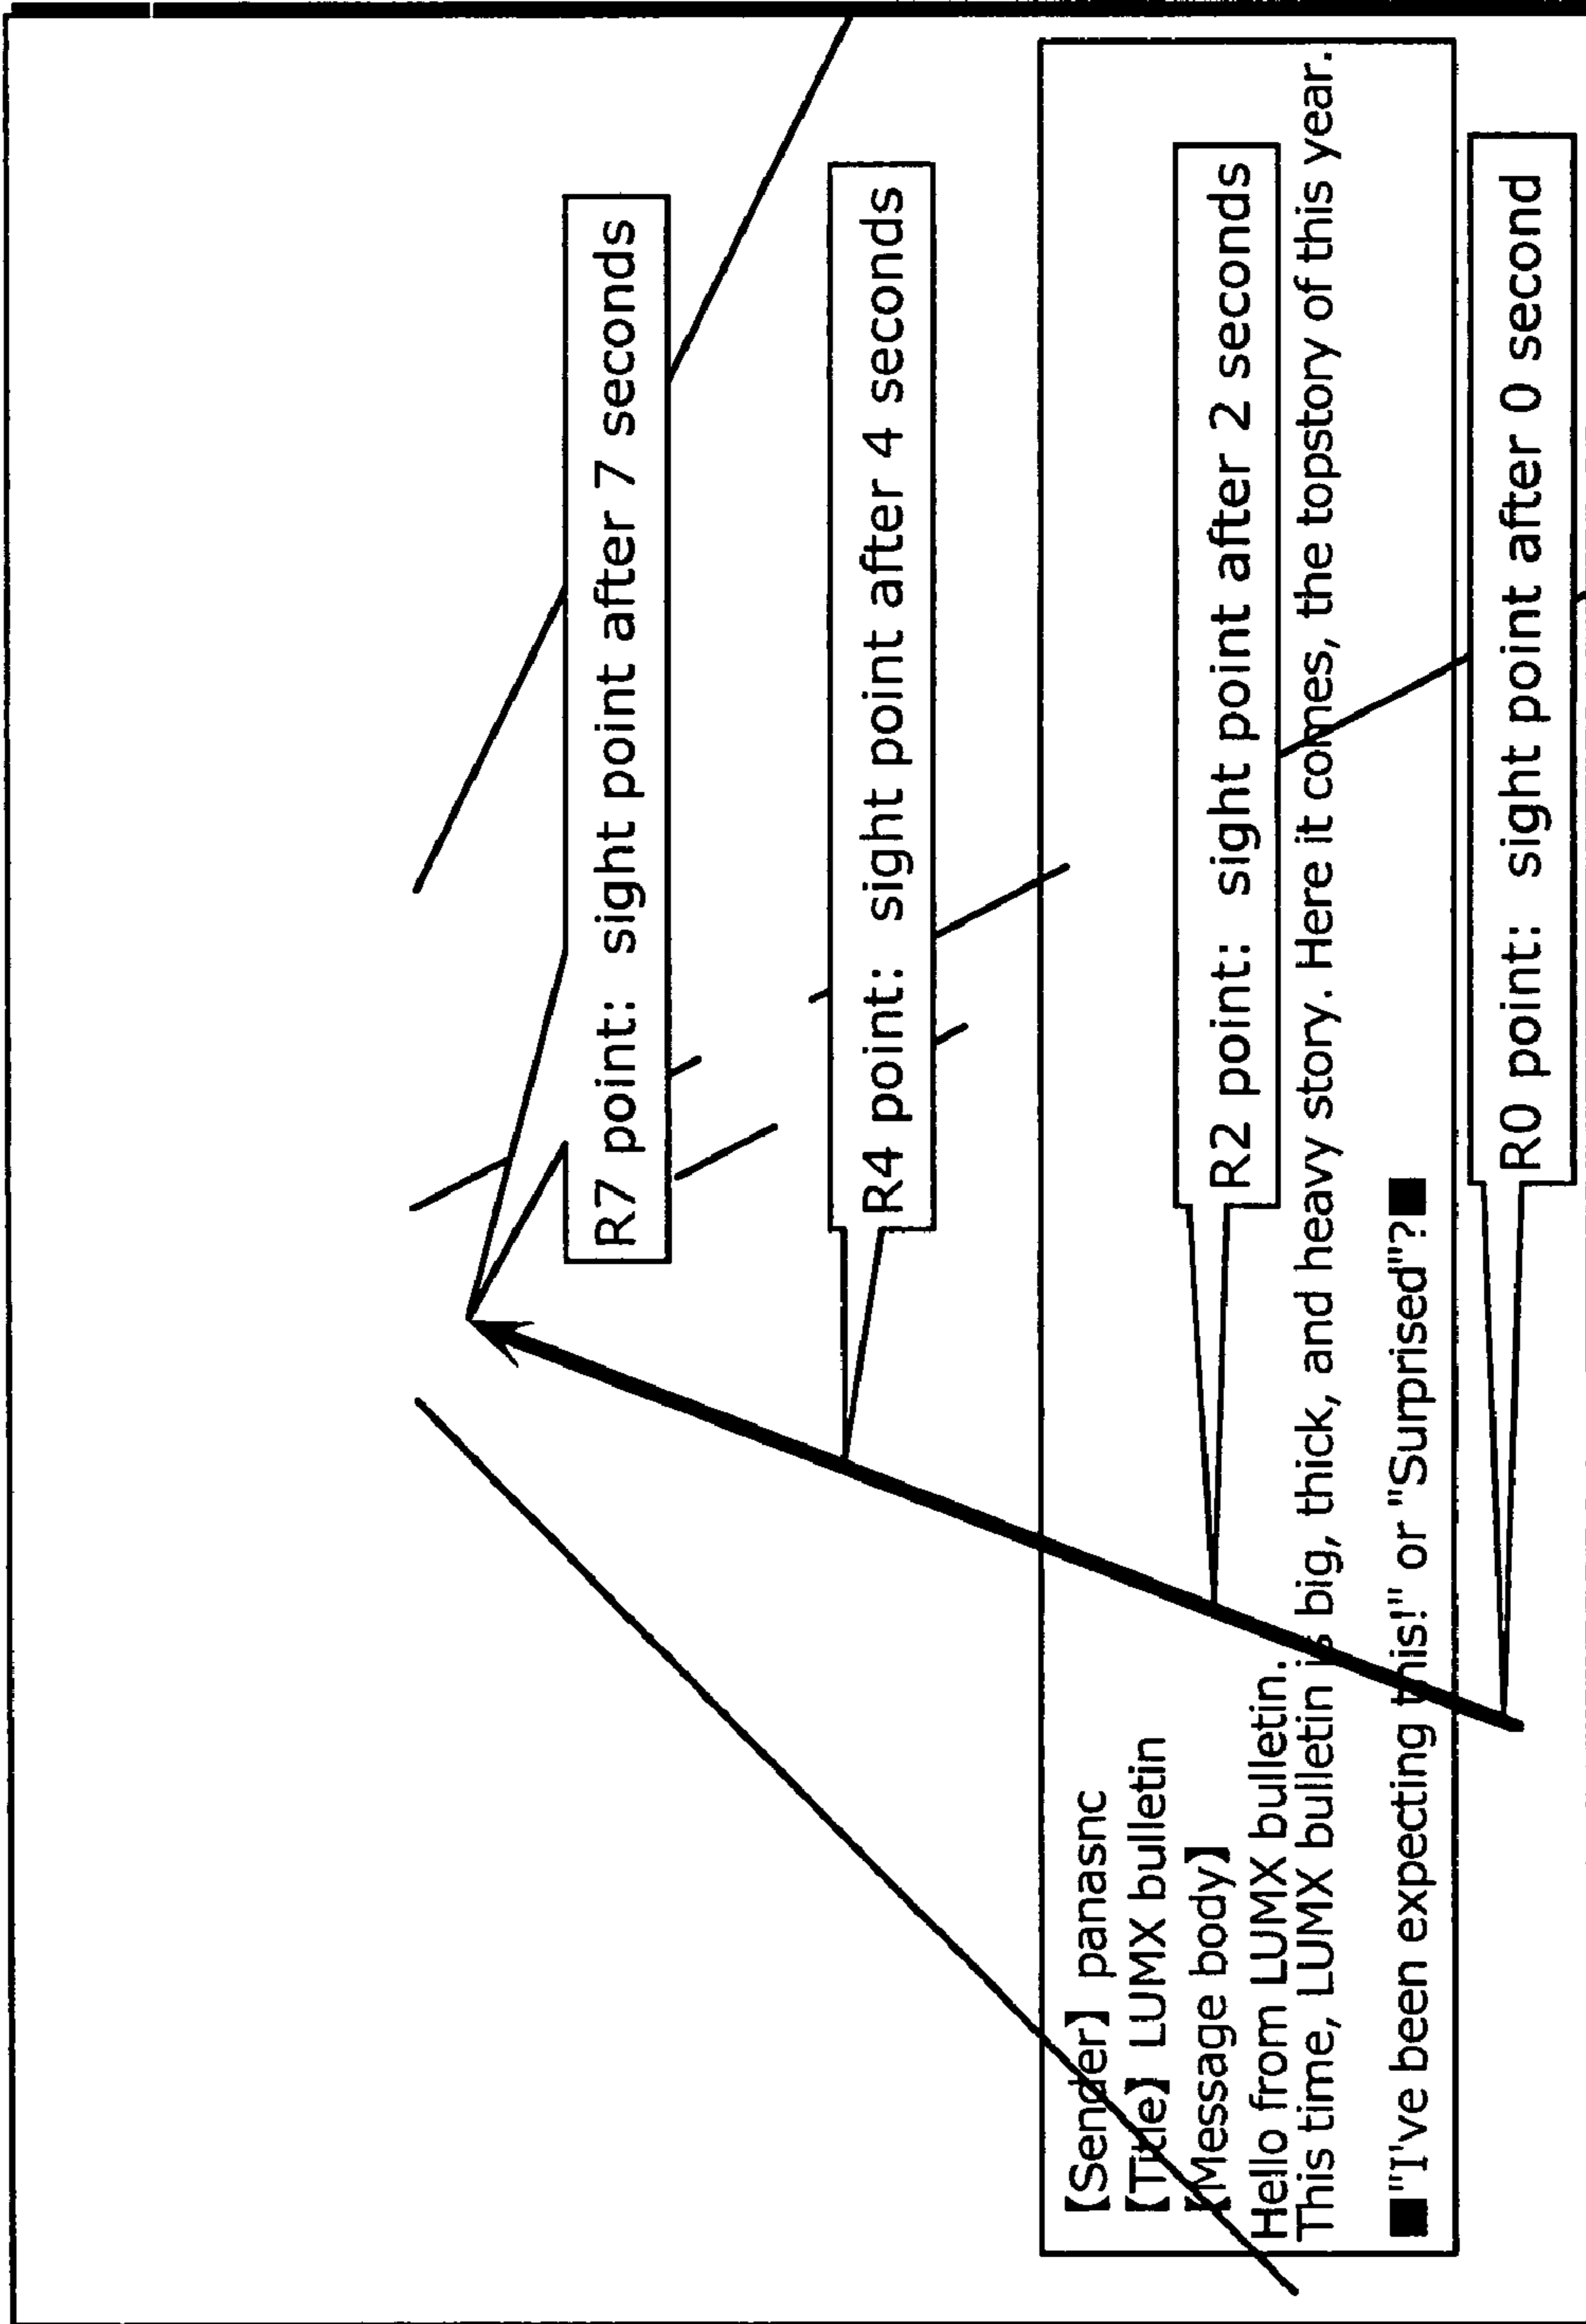 R7 point: sight point after 7 seconds
R4 point: sight point after 4 seconds
【Sender】 panasnc
【Title】 LUMX bulletin
【Message body】
R2 point: sight point after 2 seconds
Hello from LUMX bulletin.
This time, LUMX bulletin is big, thick, and heavy story. Here it comes, the topstory of this year.
■"I've been expecting this!" or "Surprised"?■
R0 point: sight point after 0 second